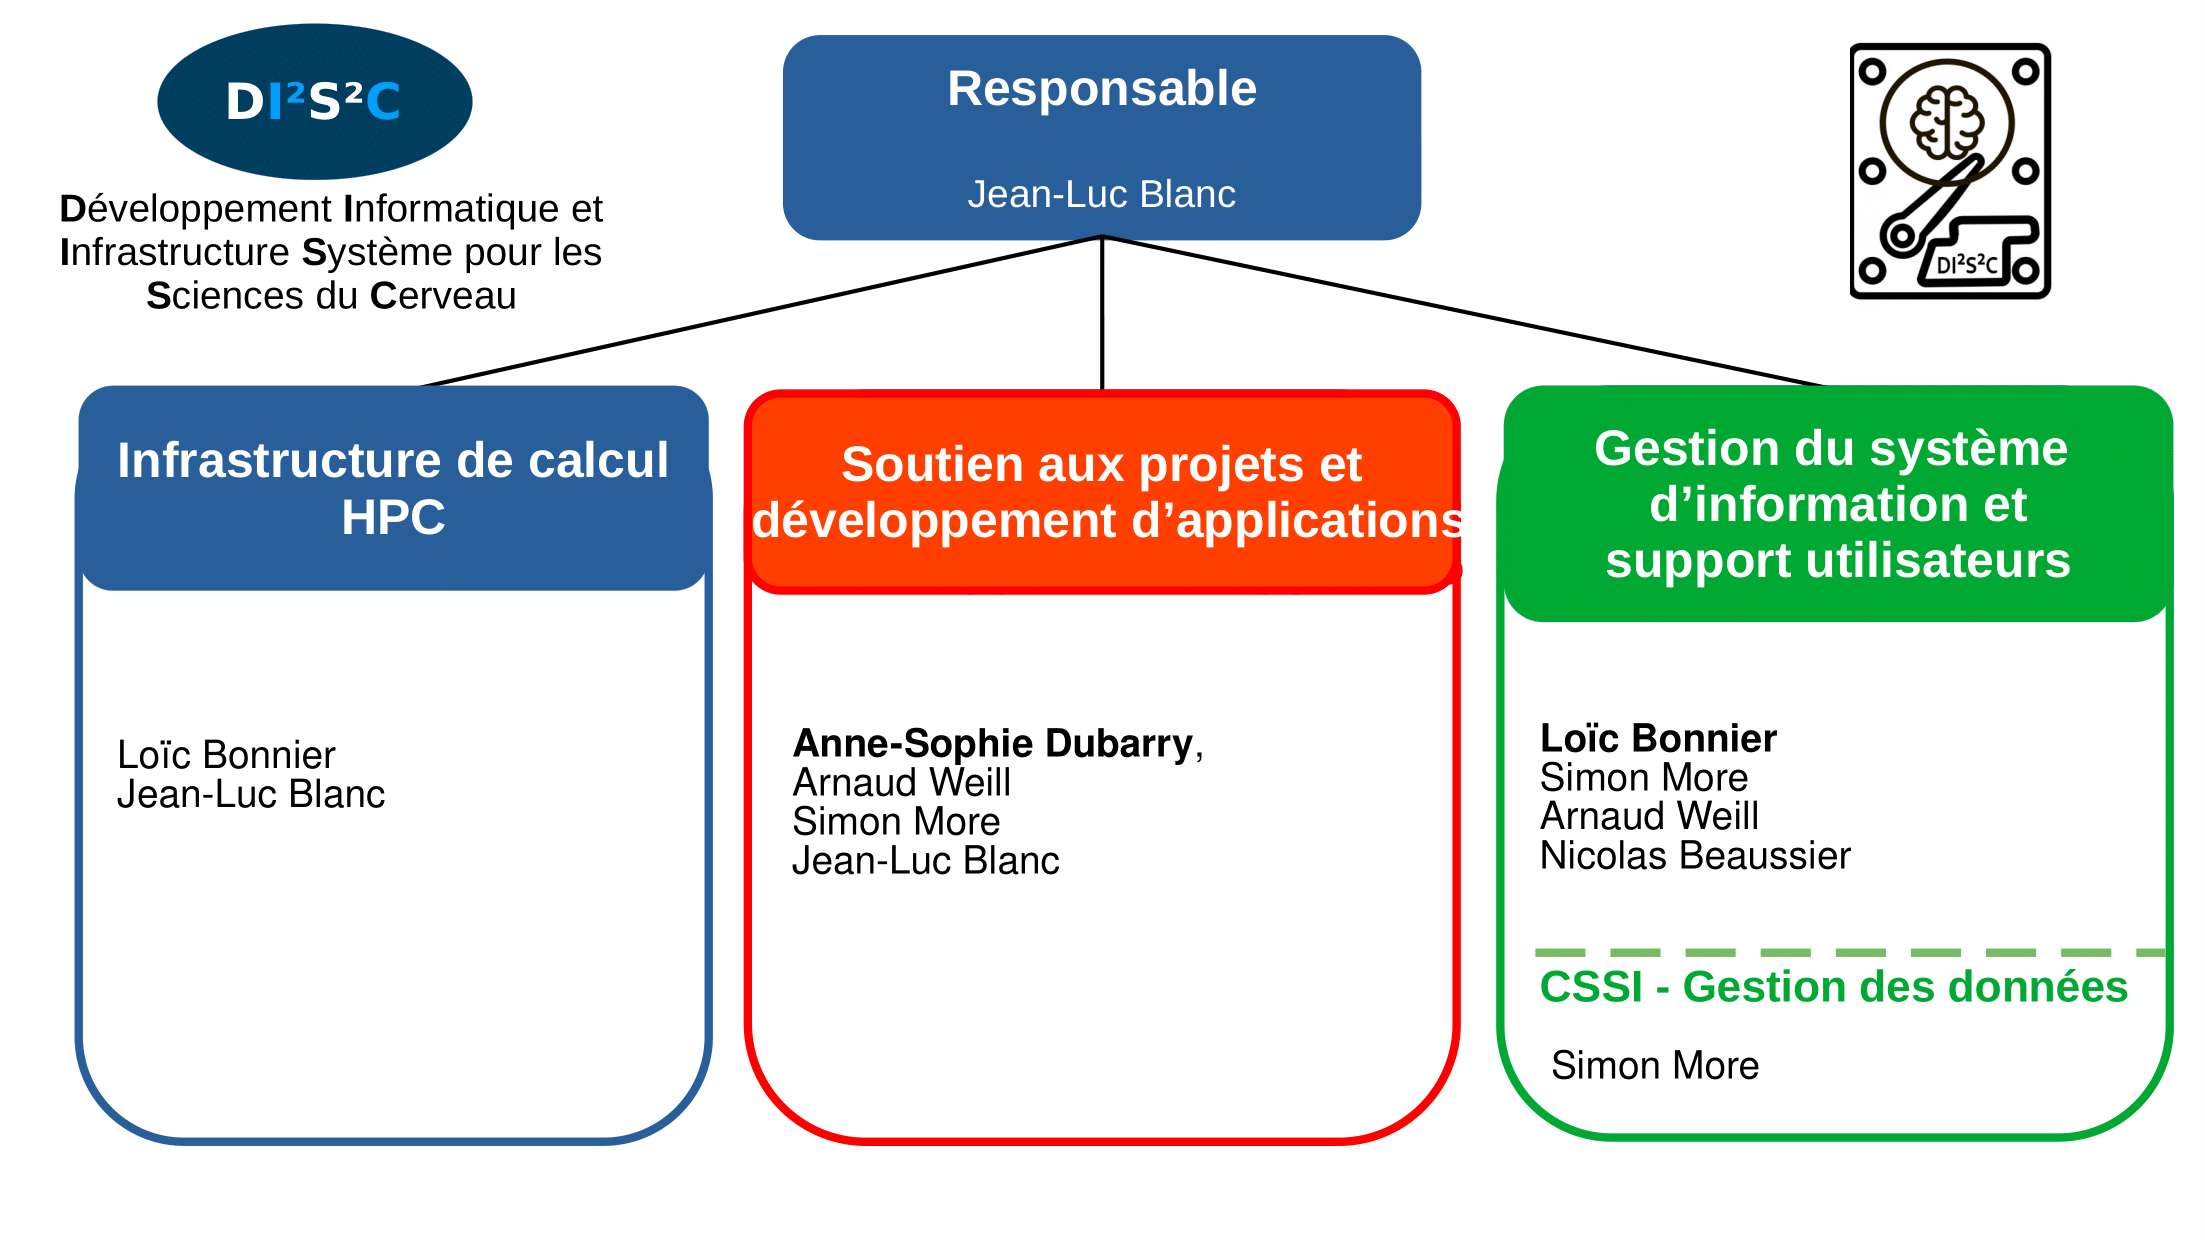 DI²S²C
Développement Informatique et
Infrastructure Système pour les
Sciences du Cerveau
Responsable
Jean-Luc Blanc
DI²S²C
Infrastructure de calcul
HPC
Loïc Bonnier
Jean-Luc Blanc
Soutien aux projets et
développement d’applications
Anne-Sophie Dubarry,
Arnaud Weill
Simon More
Jean-Luc Blanc
Gestion du système
d’information et
support utilisateurs
Loïc Bonnier
Simon More
Arnaud Weill
Nicolas Beaussier
CSSI - Gestion des données
Simon More